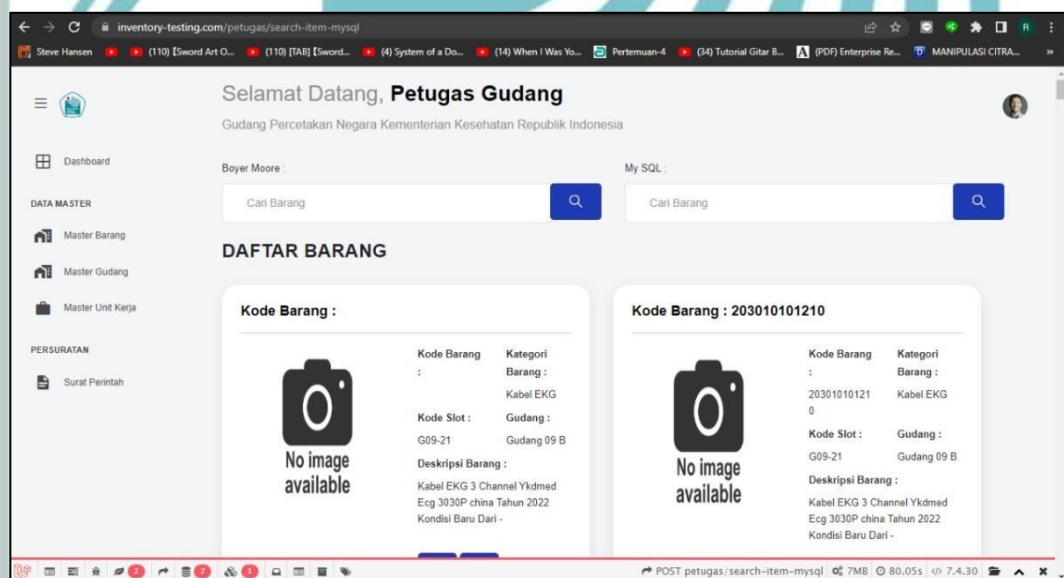 inventory-testing.com/petugas/search-item-mysql
Steve Hansen (110) [Sword Art O... (110) [TAB] [Sword... (4) System of a Do... (14) When I Was Yo... Pertemuan-4 (34) Tutorial Gitar B... (PDF) Enterprise Re... MANIPULASI CITRA... »
Selamat Datang, Petugas Gudang
Gudang Percetakan Negara Kementerian Kesehatan Republik Indonesia
Dashboard
DATA MASTER
Master Barang
Master Gudang
Master Unit Kerja
PERSURATAN
Surat Perintah
Boyer Moore :
Cari Barang
My SQL :
Cari Barang
DAFTAR BARANG
Kode Barang :
No image
available
Kode Barang
:
Kategori
Barang :
Kabel EKG
Kode Slot :
G09-21
Gudang :
Gudang 09 B
Deskripsi Barang :
Kabel EKG 3 Channel Ykdmed
Ecg 3030P china Tahun 2022
Kondisi Baru Dari -
Kode Barang : 203010101210
No image
available
Kode Barang
:
20301010121
0
Kategori
Barang :
Kabel EKG
Kode Slot :
G09-21
Gudang :
Gudang 09 B
Deskripsi Barang :
Kabel EKG 3 Channel Ykdmed
Ecg 3030P china Tahun 2022
Kondisi Baru Dari -
2 2 1 POST petugas/search-item-mysql 7MB 80.05s 7.4.30